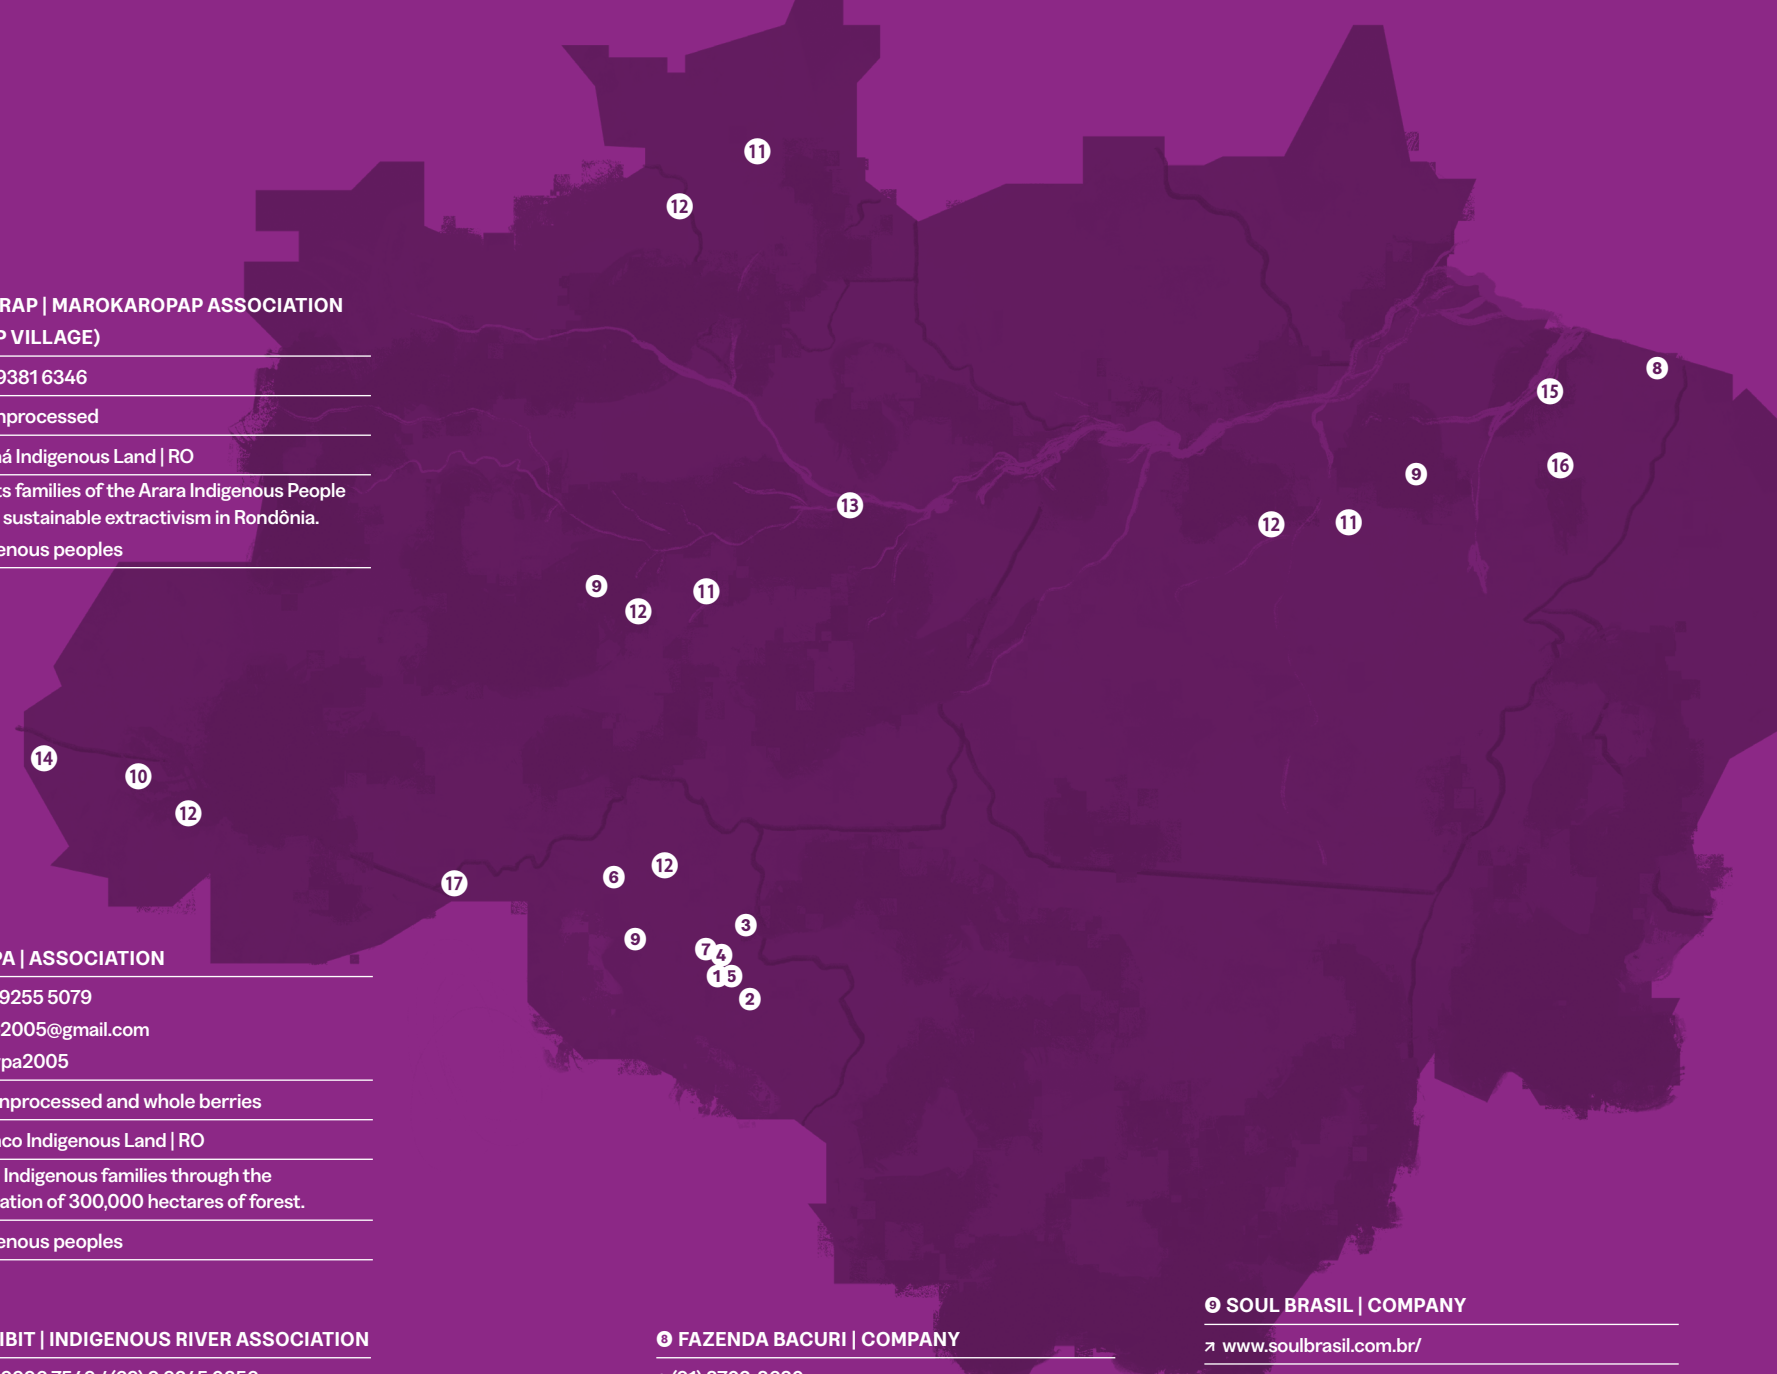 11
12
RAP | MAROKAROPAP ASSOCIATION
P VILLAGE)
9381 6346
nprocessed
ná Indigenous Land | RO
ts families of the Arara Indigenous People
sustainable extractivism in Rondônia.
enous peoples
8
15
9
16
13
12
11
9
11
12
14
10
12
12
6
17
3
9
7
4
1
5
2
PA | ASSOCIATION
9255 5079
2005@gmail.com
pa2005
nprocessed and whole berries
nco Indigenous Land | RO
Indigenous families through the
ation of 300,000 hectares of forest.
enous peoples
IBIT | INDIGENOUS RIVER ASSOCIATION
8 FAZENDA BACURI | COMPANY
9 SOUL BRASIL | COMPANY
↗ www.soulbrasil.com.br/